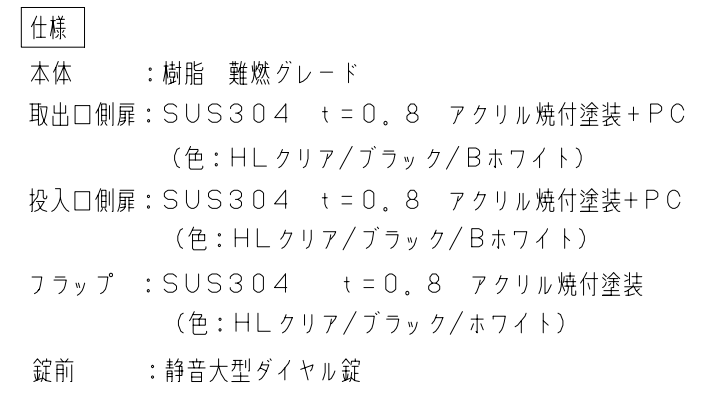 仕様
本体　　　：樹脂　難燃グレード
取出口側扉：ＳＵＳ３０４　ｔ＝０。８　アクリル焼付塗装＋ＰＣ
（色：ＨＬクリア／ブラック／Ｂホワイト）
投入口側扉：ＳＵＳ３０４　ｔ＝０。８　アクリル焼付塗装＋ＰＣ
（色：ＨＬクリア／ブラック／Ｂホワイト）
フラップ　：ＳＵＳ３０４　ｔ＝０。８　アクリル焼付塗装
（色：ＨＬクリア／ブラック／ホワイト）
錠前　　　：静音大型ダイヤル錠